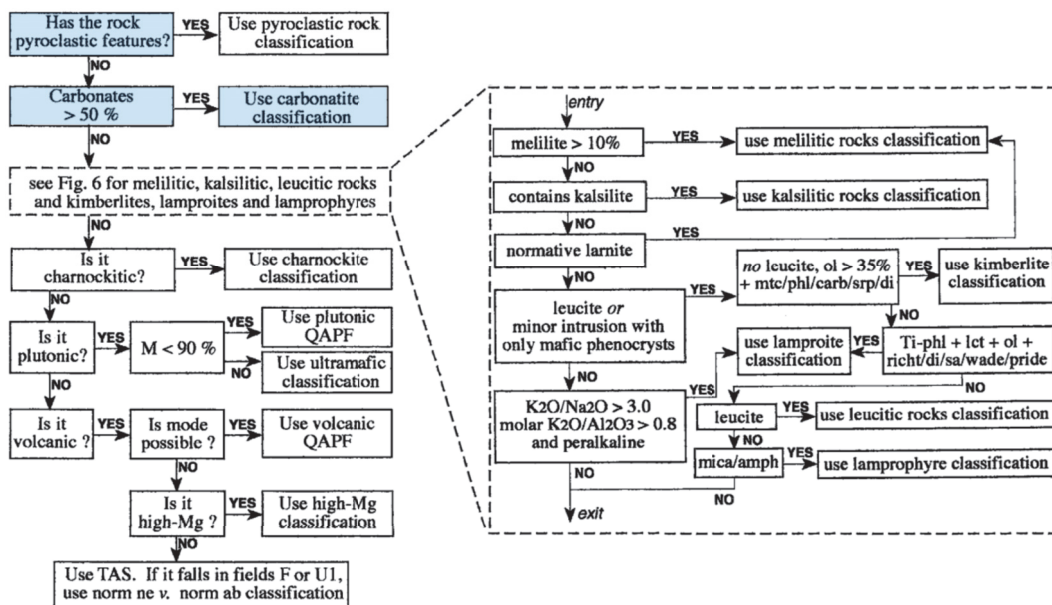 Has the rock
pyroclastic features?
YES
Use pyroclastic rock
classification
NO
Carbonates
> 50 %
YES
Use carbonatite
classification
NO
see Fig. 6 for melilitic, kalsilitic, leucitic rocks
and kimberlites, lamproites and lamprophyres
NO
Is it
charnockitic?
YES
Use charnockite
classification
NO
Is it
plutonic?
YES
M < 90 %
YES
Use plutonic
QAPF
NO
Use ultramafic
classification
NO
Is it
volcanic ?
YES
Is mode
possible ?
YES
Use volcanic
QAPF
NO
Is it
high-Mg ?
YES
Use high-Mg
classification
NO
Use TAS. If it falls in fields F or U1,
use norm ne v. norm ab classification
entry
melilite > 10%
YES
use melilitic rocks classification
NO
contains kalsilite
YES
use kalsilitic rocks classification
NO
normative larnite
YES
NO
leucite or
minor intrusion with
only mafic phenocrysts
YES
no leucite, ol > 35%
+ mtc/phl/carb/srp/di
YES
use kimberlite
classification
NO
Ti-phl + lct + ol +
richt/di/sa/wade/pride
YES
use lamproite
classification
NO
NO
K2O/Na2O > 3.0
molar K2O/Al2O3 > 0.8
and peralkaline
YES
leucite
YES
use leucitic rocks classification
NO
mica/amph
YES
use lamprophyre classification
NO
NO
exit